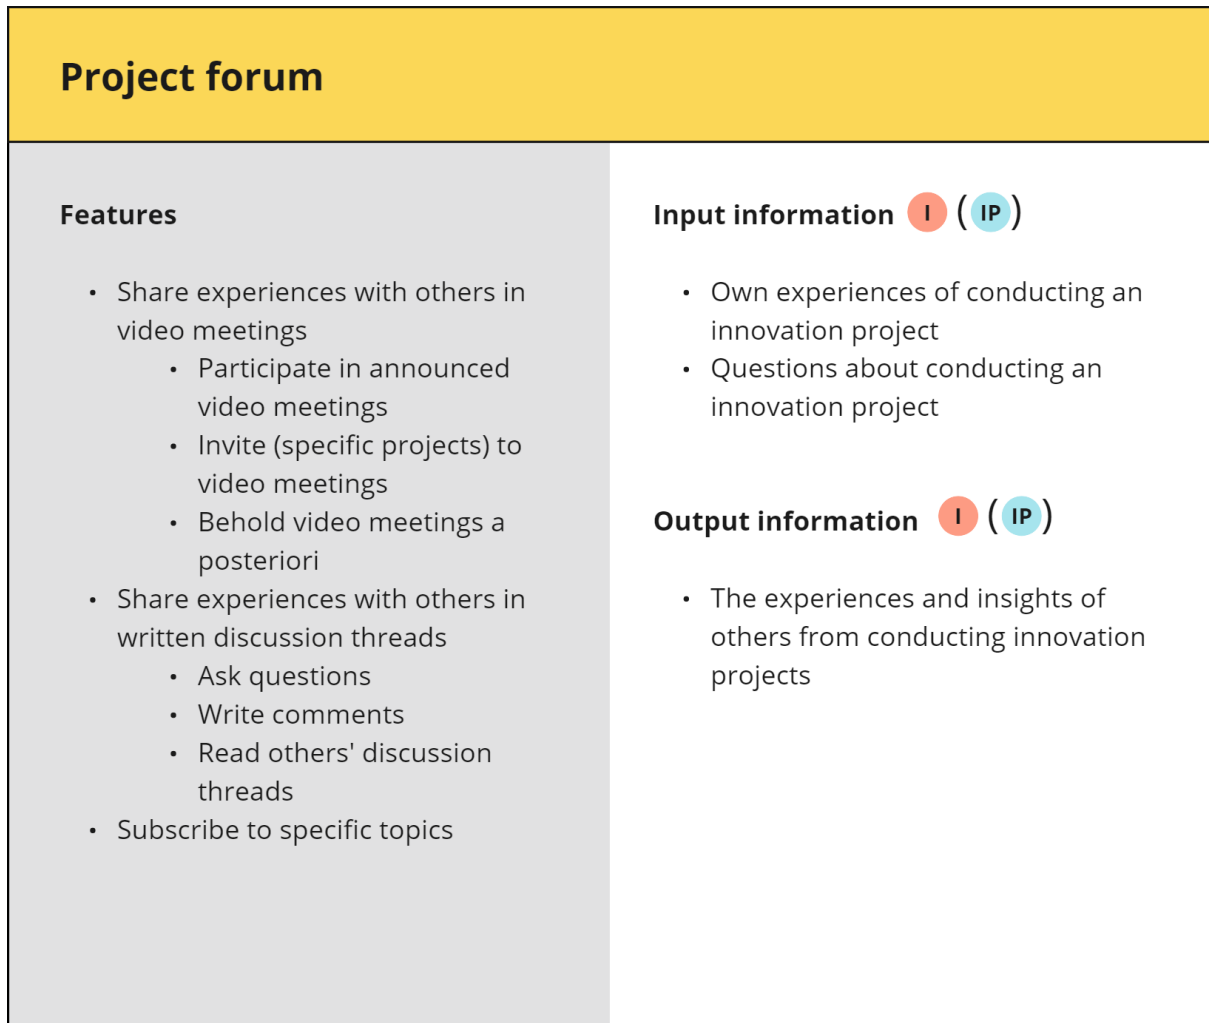 Project forum
Features
• Share experiences with others in
video meetings
• Participate in announced
video meetings
• Invite (specific projects) to
video meetings
• Behold video meetings a
posteriori
• Share experiences with others in
written discussion threads
• Ask questions
• Write comments
• Read others' discussion
threads
• Subscribe to specific topics
Input information I (IP)
• Own experiences of conducting an
innovation project
• Questions about conducting an
innovation project
Output information I (IP)
• The experiences and insights of
others from conducting innovation
projects